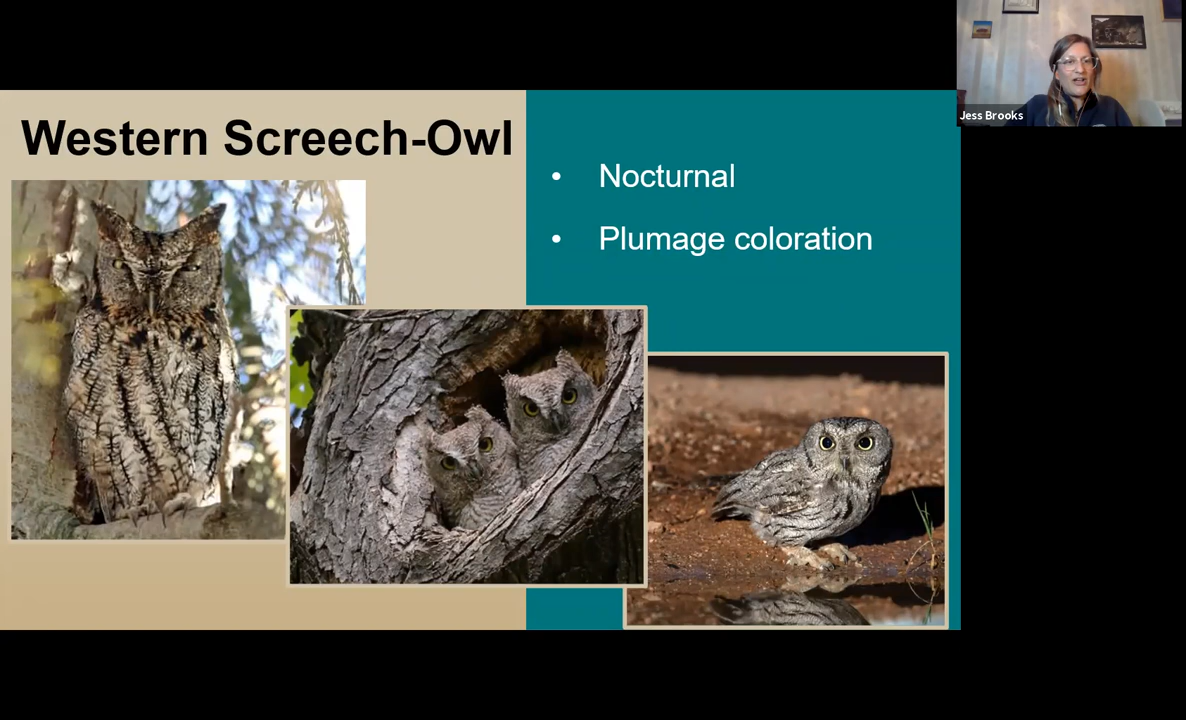 Western Screech-Owl
• Nocturnal
• Plumage coloration
Jess Brooks